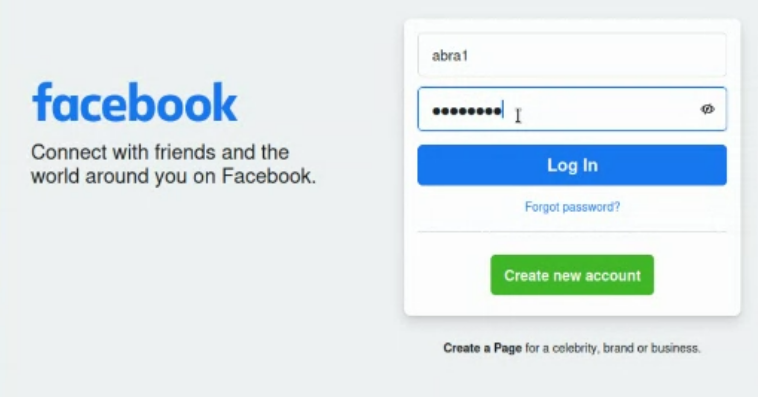 facebook
Connect with friends and the
world around you on Facebook.
abra1
••••••••
Log In
Forgot password?
Create new account
Create a Page for a celebrity, brand or business.